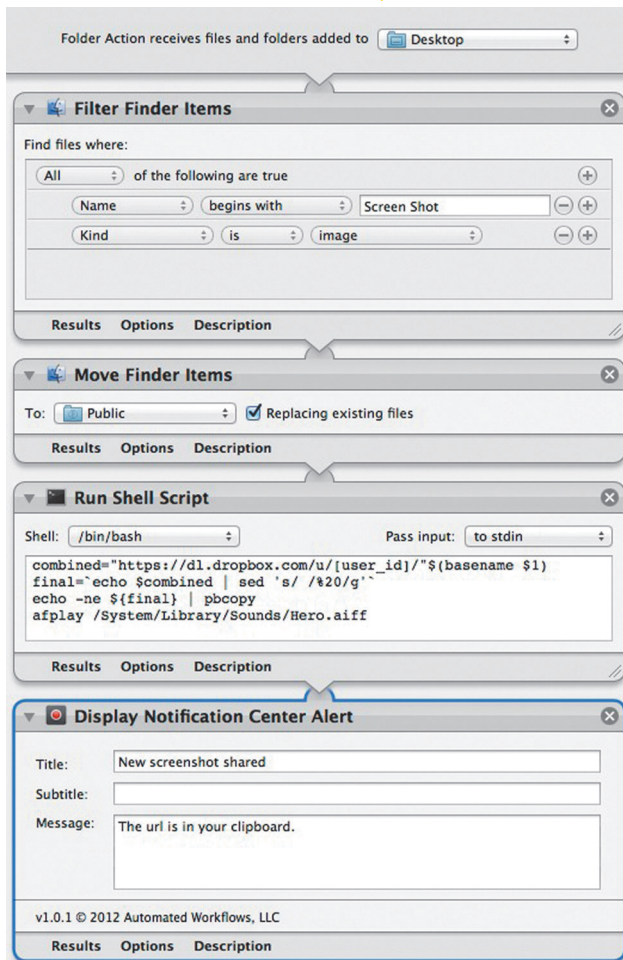 Folder Action receives files and folders added to Desktop
Filter Finder Items
Find files where:
All of the following are true
Name begins with Screen Shot
Kind is image
Results Options Description
Move Finder Items
To: Public Replacing existing files
Results Options Description
Run Shell Script
Shell: /bin/bash Pass input: to stdin
combined="https://dl.dropbox.com/u/[user_id]/"$(basename $1)
final=`echo $combined | sed 's/ /%20/g'`
echo -ne ${final} | pbcopy
afplay /System/Library/Sounds/Hero.aiff
Results Options Description
Display Notification Center Alert
Title: New screenshot shared
Subtitle:
Message: The url is in your clipboard.
v1.0.1 © 2012 Automated Workflows, LLC
Results Options Description